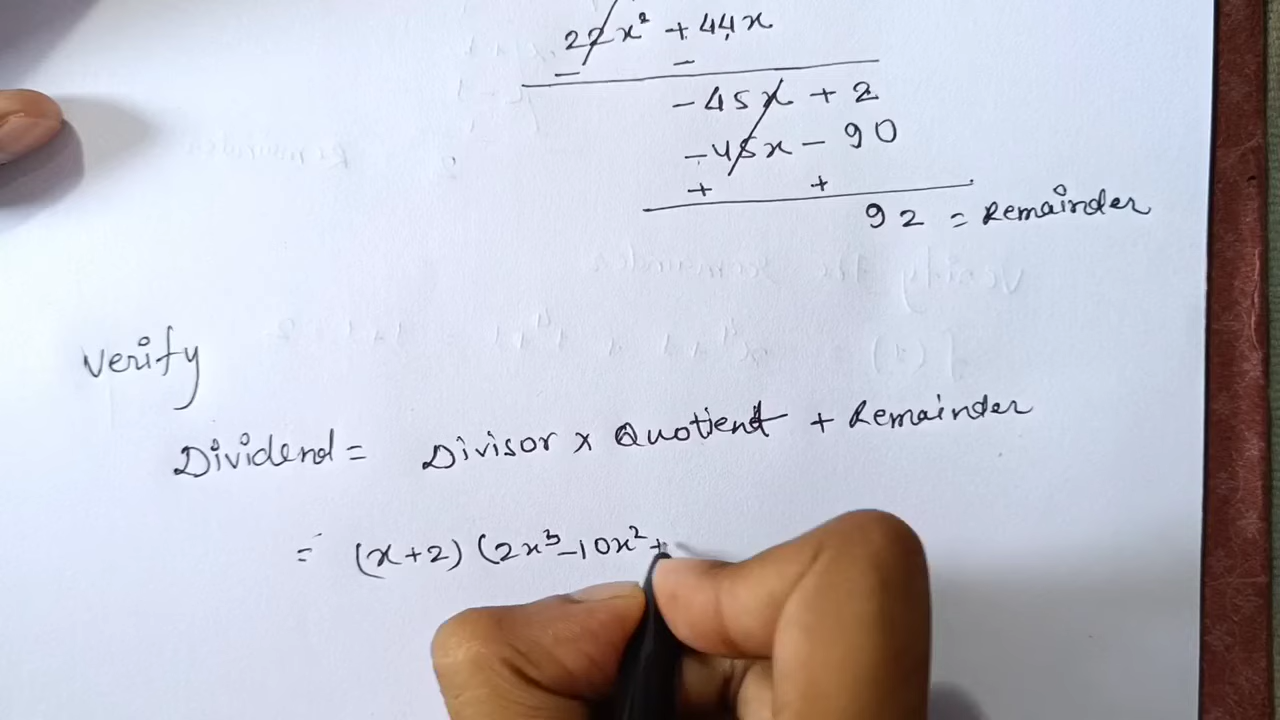 22x² + 44x
− −
-45x + 2
-45x - 90
+ +
92 = Remainder
Verify
Dividend = Divisor x Quotient + Remainder
= (x+2) (2x³-10x²+